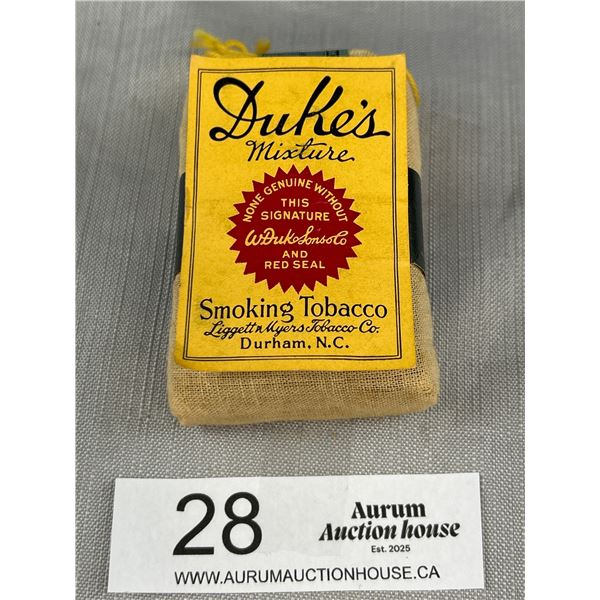 Duke's
Mixture
NONE GENUINE WITHOUT
THIS
SIGNATURE
W. Duke Sons & Co
AND
RED SEAL
Smoking Tobacco
Liggett & Myers Tobacco Co.
Durham, N.C.
28
Aurum
Auction house
Est. 2025
WWW.AURUMAUCTIONHOUSE.CA